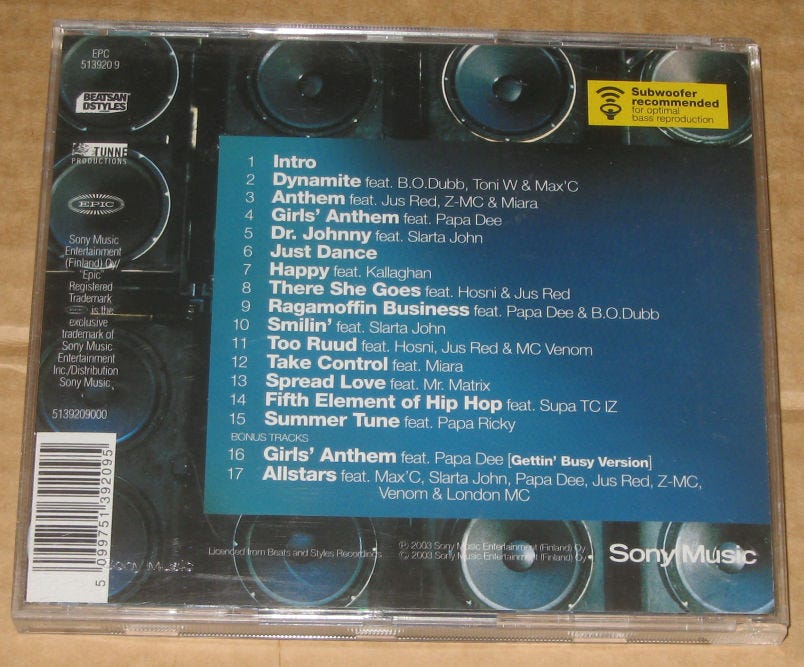 EPC
513920 9
BEATSAN
DSTYLES
TUNNE
PRODUCTIONS
EPIC
Sony Music
Entertainment
(Finland) Oy/
"Epic"
Registered
Trademark
EPIC is the
exclusive
trademark of
Sony Music
Entertainment
Inc./Distribution
Sony Music
5139209000
5 099751 392095
SONY MUSIC
Subwoofer
recommended
for optimal
bass reproduction
1 Intro
2 Dynamite feat. B.O.Dubb, Toni W & Max'C
3 Anthem feat. Jus Red, Z-MC & Miara
4 Girls' Anthem feat. Papa Dee
5 Dr. Johnny feat. Slarta John
6 Just Dance
7 Happy feat. Kallaghan
8 There She Goes feat. Hosni & Jus Red
9 Ragamoffin Business feat. Papa Dee & B.O.Dubb
10 Smilin' feat. Slarta John
11 Too Ruud feat. Hosni, Jus Red & MC Venom
12 Take Control feat. Miara
13 Spread Love feat. Mr. Matrix
14 Fifth Element of Hip Hop feat. Supa TC IZ
15 Summer Tune feat. Papa Ricky
BONUS TRACKS
16 Girls' Anthem feat. Papa Dee [Gettin' Busy Version]
17 Allstars feat. Max'C, Slarta John, Papa Dee, Jus Red, Z-MC,
Venom & London MC
Licenced from Beats and Styles Recordings
℗ 2003 Sony Music Entertainment (Finland) Oy
© 2003 Sony Music Entertainment (Finland) Oy
Sony Music